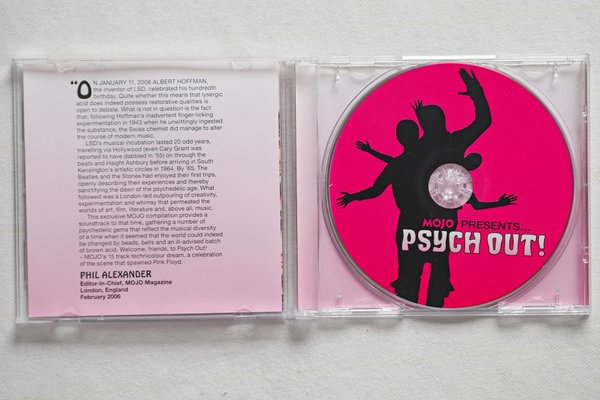 “ON JANUARY 11, 2006 ALBERT HOFFMAN,
the inventor of LSD, celebrated his hundredth
birthday. Quite whether this means that lysergic
acid does indeed possess restorative qualities is
open to debate. What is not in question is the fact
that, following Hoffman's inadvertent finger-licking
experimentation in 1943 when he unwittingly ingested
the substance, the Swiss chemist did manage to alter
the course of modern music.
LSD's musical incubation lasted 20 odd years,
travelling via Hollywood (even Cary Grant was
reported to have dabbled in '55) on through the
beats and Haight Ashbury before arriving in South
Kensington's artistic circles in 1964. By '65, The
Beatles and the Stones had enjoyed their first trips,
openly describing their experiences and thereby
sanctifying the dawn of the psychedelic age. What
followed was a London-led outpouring of creativity,
experimentation and whimsy that permeated the
worlds of art, film, literature and, above all, music.
This exclusive MOJO compilation provides a
soundtrack to that time, gathering a number of
psychedelic gems that reflect the musical diversity
of a time when it seemed that the world could indeed
be changed by beads, bells and an ill-advised batch
of brown acid. Welcome, friends, to Psych Out!
– MOJO's 15 track technicolour dream, a celebration
of the scene that spawned Pink Floyd.
PHIL ALEXANDER
Editor-In-Chief, MOJO Magazine
London, England
February 2006
MOJO PRESENTS....
PSYCH OUT!